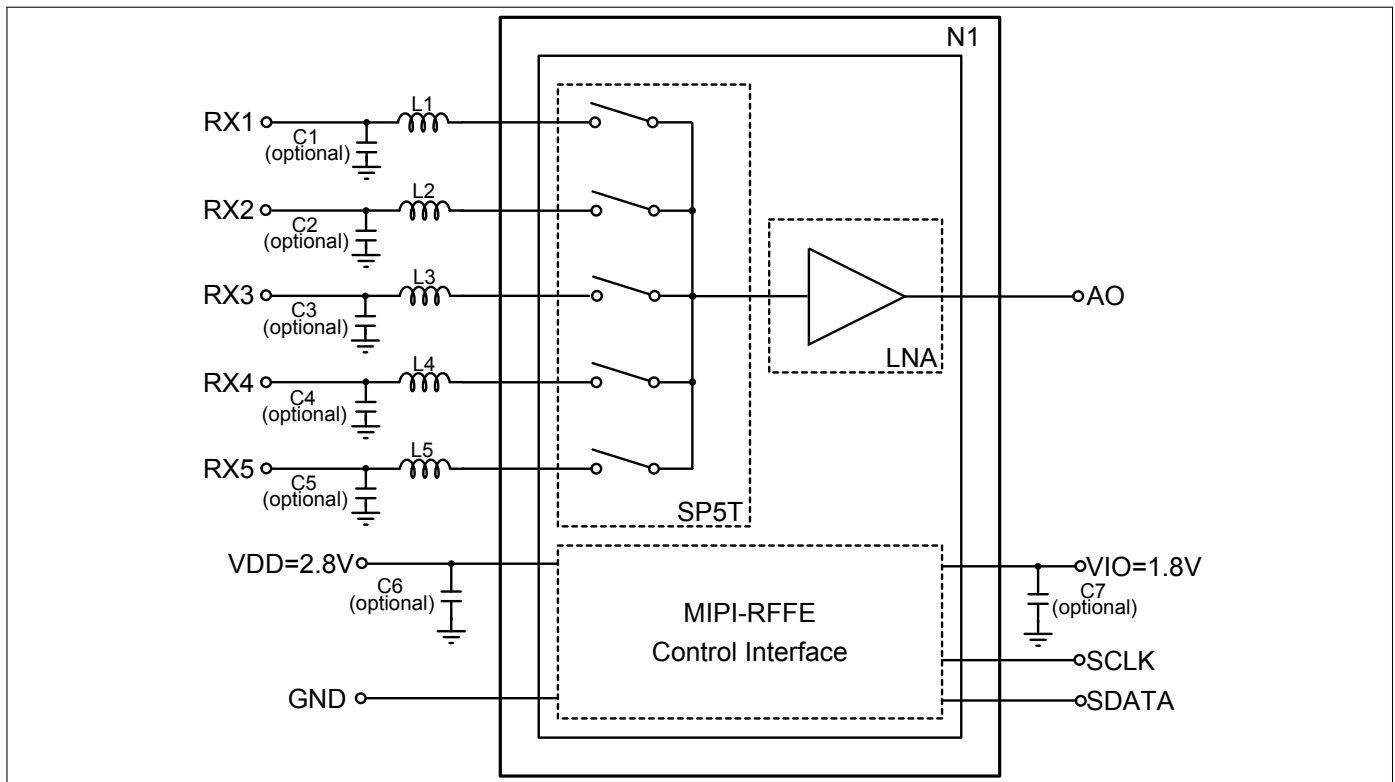 N1
L1
RX1
C1
(optional)
L2
RX2
C2
(optional)
L3
RX3
C3
(optional)
AO
LNA
L4
RX4
C4
(optional)
L5
RX5
C5
(optional)
SP5T
VDD=2.8V
C6
(optional)
MIPI-RFFE
Control Interface
VIO=1.8V
C7
(optional)
SCLK
GND
SDATA